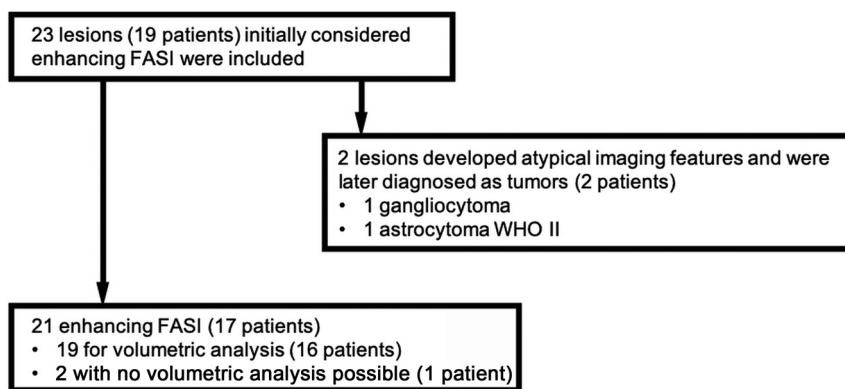 23 lesions (19 patients) initially considered
enhancing FASI were included
2 lesions developed atypical imaging features and were
later diagnosed as tumors (2 patients)
• 1 gangliocytoma
• 1 astrocytoma WHO II
21 enhancing FASI (17 patients)
• 19 for volumetric analysis (16 patients)
• 2 with no volumetric analysis possible (1 patient)